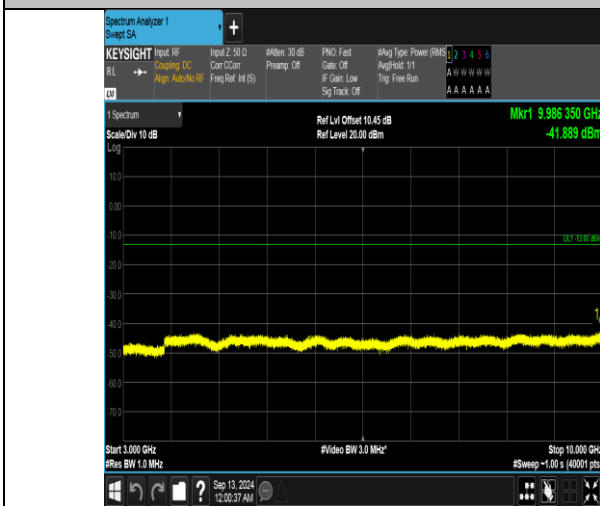 Spectrum Analyzer 1
Swept SA
+
KEYSIGHT Input: RF Input Z: 50 Ω #Atten: 30 dB PNO: Fast #Avg Type: Power (RMS 1 2 3 4 5 6
RL Coupling: DC Corr CCorr Preamp: Off Gate: Off Avg|Hold: 1/1 A W W W W W
Align: Auto/No RF Freq Ref: Int (S) IF Gain: Low Trig: Free Run
LXI Sig Track: Off A A A A A A
1 Spectrum Ref Lvl Offset 10.45 dB Mkr1 9.986 350 GHz
Scale/Div 10 dB Ref Level 20.00 dBm -41.889 dBm
Log
10.0
0.00
-10.0
DL1 -13.00 dBm
-20.0
-30.0
1
-40.0
-50.0
-60.0
-70.0
Start 3.000 GHz #Video BW 3.0 MHz* Stop 10.000 GHz
#Res BW 1.0 MHz #Sweep ~1.00 s (40001 pts
? Sep 13, 2024
12:00:37 AM